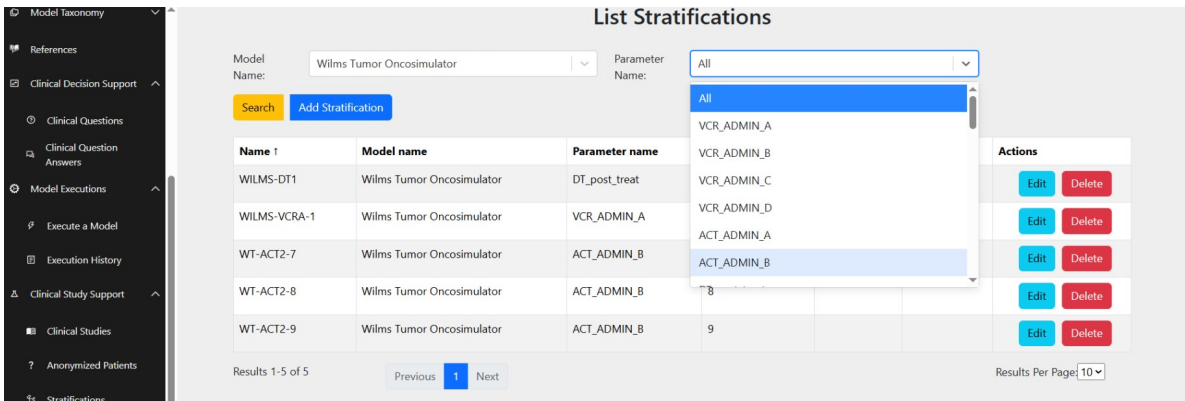 Model Taxonomy
References
Clinical Decision Support
Clinical Questions
Clinical Question
Answers
Model Executions
Execute a Model
Execution History
Clinical Study Support
Clinical Studies
Anonymized Patients
Stratifications
List Stratifications
Model
Name:
Wilms Tumor Oncosimulator
Parameter
Name:
All
All
VCR_ADMIN_A
VCR_ADMIN_B
VCR_ADMIN_C
VCR_ADMIN_D
ACT_ADMIN_A
ACT_ADMIN_B
Search Add Stratification
Name ↑ Model name Parameter name Actions
WILMS-DT1 Wilms Tumor Oncosimulator DT_post_treat Edit Delete
WILMS-VCRA-1 Wilms Tumor Oncosimulator VCR_ADMIN_A Edit Delete
WT-ACT2-7 Wilms Tumor Oncosimulator ACT_ADMIN_B Edit Delete
WT-ACT2-8 Wilms Tumor Oncosimulator ACT_ADMIN_B 8 Edit Delete
WT-ACT2-9 Wilms Tumor Oncosimulator ACT_ADMIN_B 9 Edit Delete
Results 1-5 of 5 Previous 1 Next Results Per Page: 10